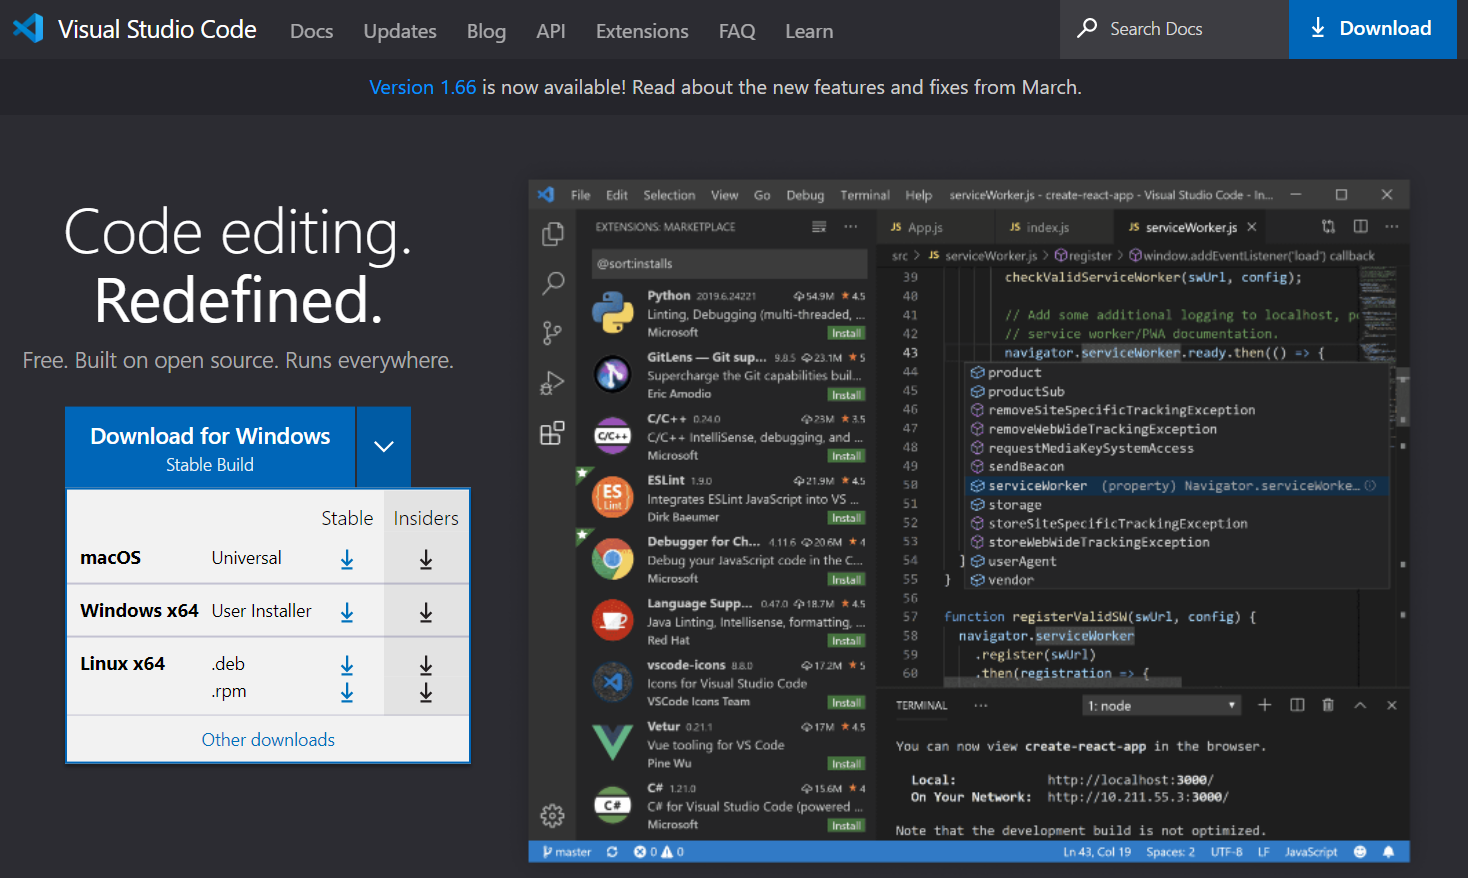 Visual Studio Code Docs Updates Blog API Extensions FAQ Learn Search Docs Download
Version 1.66 is now available! Read about the new features and fixes from March.
Code editing.
Redefined.
Free. Built on open source. Runs everywhere.
Download for Windows
Stable Build
Stable Insiders
macOS Universal
Windows x64 User Installer
Linux x64 .deb
.rpm
Other downloads
File Edit Selection View Go Debug Terminal Help serviceWorker.js - create-react-app - Visual Studio Code - In...
EXTENSIONS: MARKETPLACE ...
@sort:installs
Python 2019.6.24221 54.9M ★ 4.5
Linting, Debugging (multi-threaded, ...
Microsoft Install
GitLens — Git sup... 9.8.5 23.1M ★ 5
Supercharge the Git capabilities buil...
Eric Amodio Install
C/C++
C/C++ 0.24.0 23M ★ 3.5
C/C++ IntelliSense, debugging, and ...
Microsoft Install
ES
Lint
ESLint 1.9.0 21.9M ★ 4.5
Integrates ESLint JavaScript into VS ...
Dirk Baeumer Install
Debugger for Ch... 4.11.6 20.6M ★ 4
Debug your JavaScript code in the C...
Microsoft Install
Language Supp... 0.47.0 18.7M ★ 4.5
Java Linting, Intellisense, formatting, ...
Red Hat Install
vscode-icons 8.8.0 17.2M ★ 5
Icons for Visual Studio Code
VSCode Icons Team Install
Vetur 0.21.1 17M ★ 4.5
Vue tooling for VS Code
Pine Wu Install
C#
C# 1.21.0 15.6M ★ 4
C# for Visual Studio Code (powered ...
Microsoft Install
JS App.js JS index.js JS serviceWorker.js ...
src > JS serviceWorker.js > register > window.addEventListener('load') callback
39 checkValidServiceWorker(swUrl, config);
40
41 // Add some additional logging to localhost, p
42 // service worker/PWA documentation.
43 navigator.serviceWorker.ready.then(() => {
44 product
45 productSub
46 removeSiteSpecificTrackingException
47 removeWebWideTrackingException
48 requestMediaKeySystemAccess
49 sendBeacon
50 serviceWorker (property) Navigator.serviceWorke...
51 storage
52 storeSiteSpecificTrackingException
53 storeWebWideTrackingException
54 } userAgent
55 } vendor
56
57 function registerValidSW(swUrl, config) {
58 navigator.serviceWorker
59 .register(swUrl)
60 .then(registration => {
TERMINAL ... 1: node
You can now view create-react-app in the browser.
Local: http://localhost:3000/
On Your Network: http://10.211.55.3:3000/
Note that the development build is not optimized.
master 0 0 Ln 43, Col 19 Spaces: 2 UTF-8 LF JavaScript